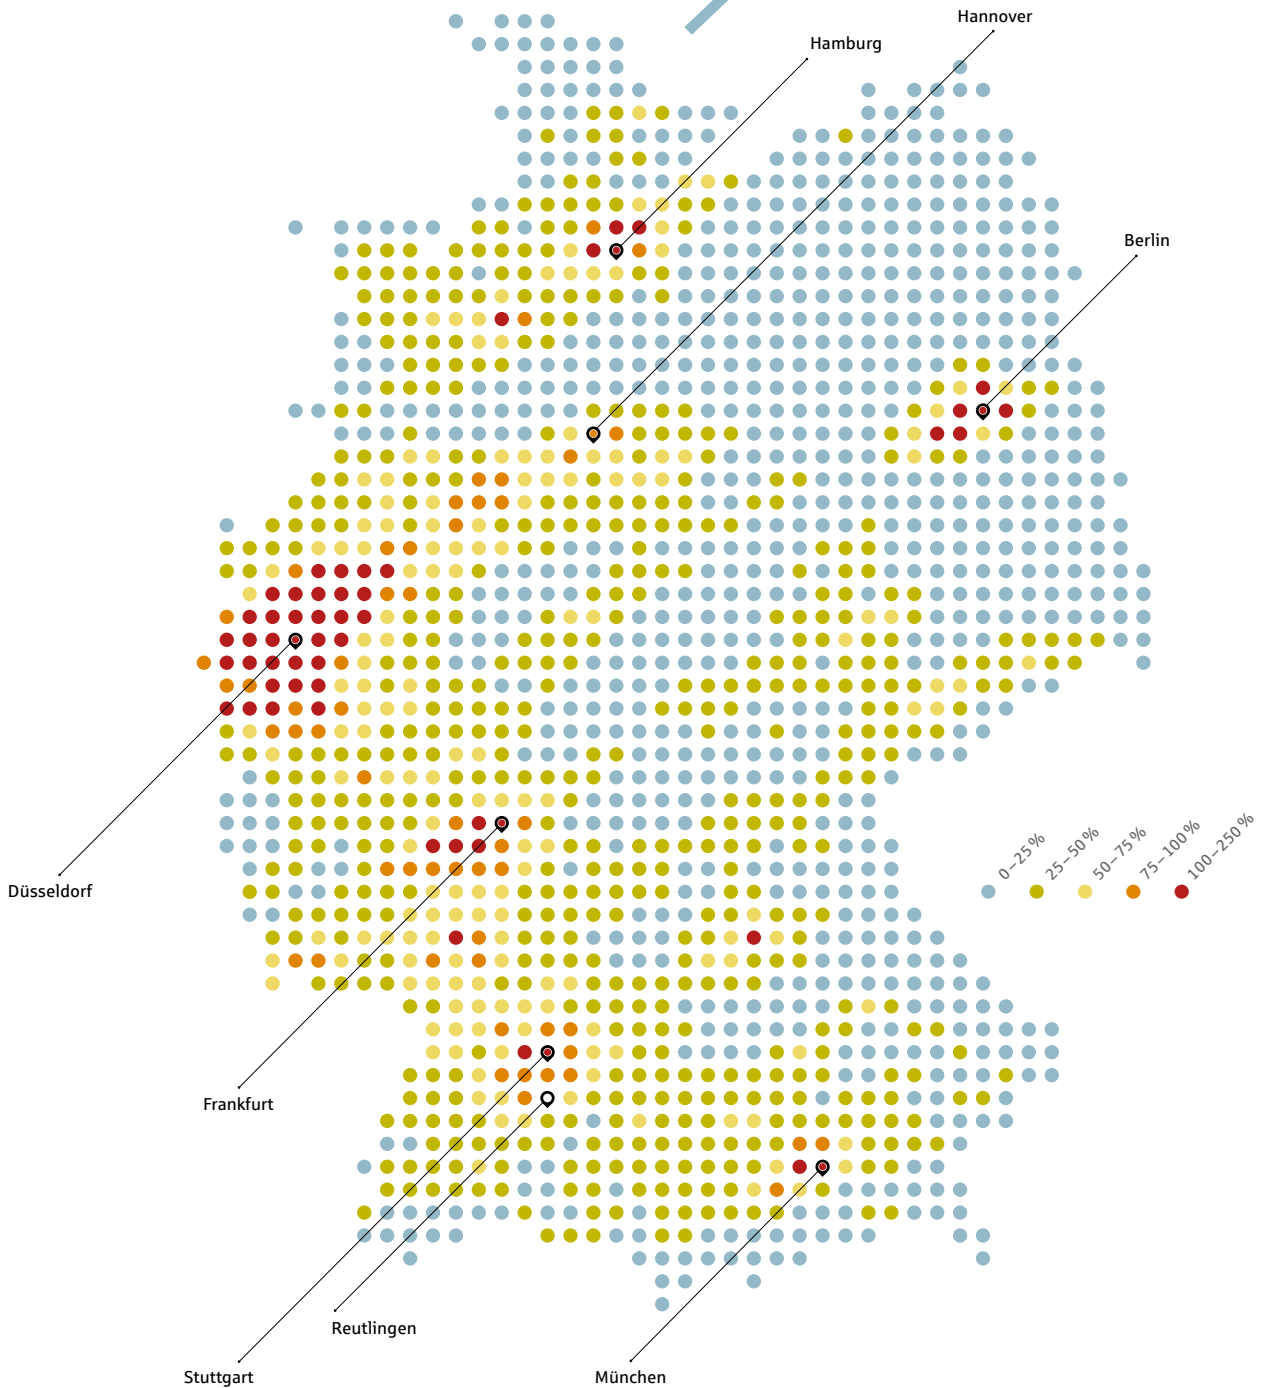 Hannover
Hamburg
Berlin
0–25 %
25–50 %
50–75 %
75–100 %
100–250 %
Düsseldorf
Frankfurt
Reutlingen
Stuttgart
München